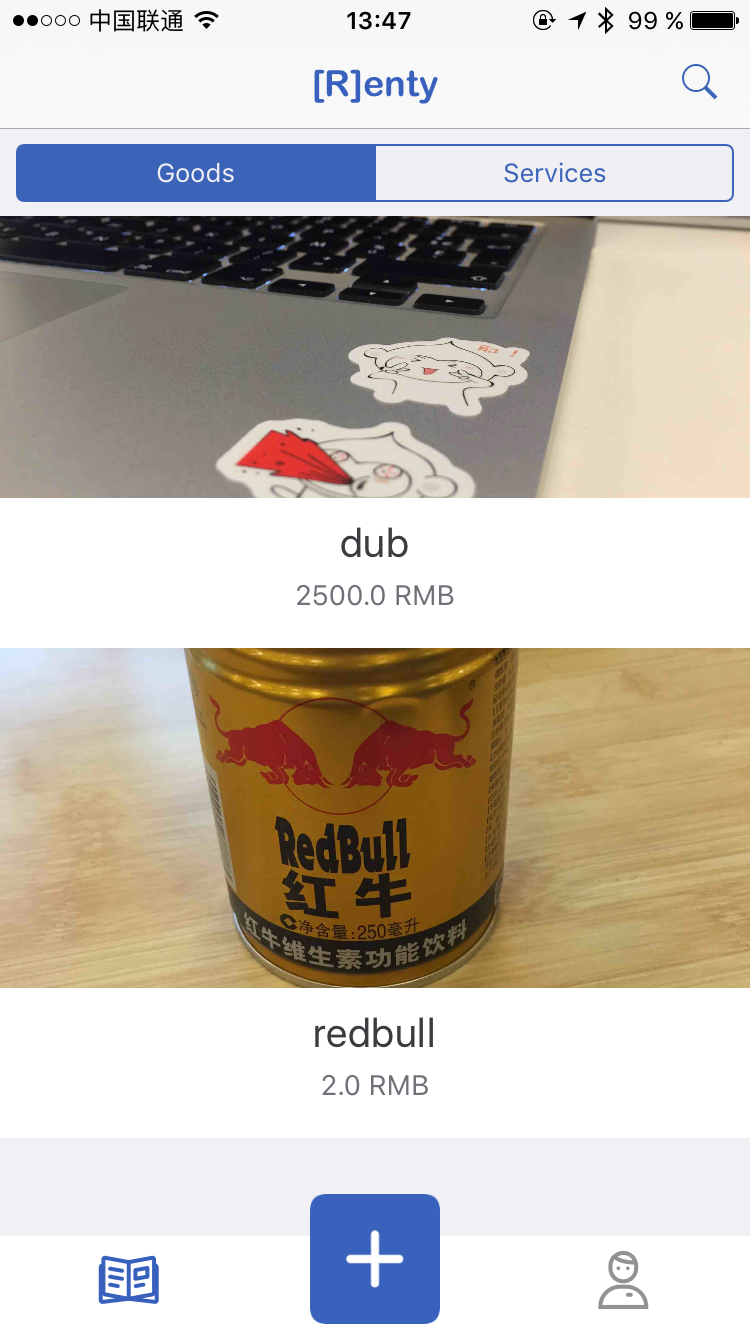 中国联通
13:47
99 %
[R]enty
Goods
Services
dub
2500.0 RMB
RedBull
红牛
净含量:250毫升
红牛维生素功能饮料
redbull
2.0 RMB